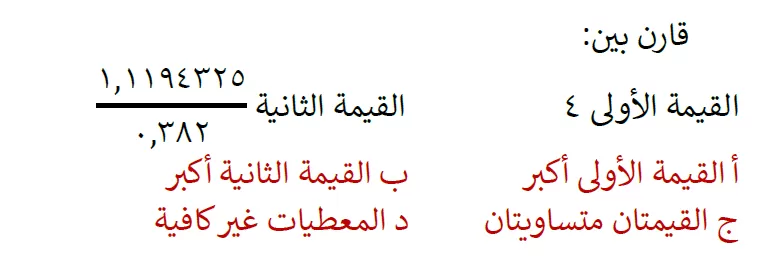 قارن بين:
القيمة الأولى ٤ القيمة الثانية ١,١١٩٤٣٢٥
٠,٣٨٢
أ القيمة الأولى أكبر ب القيمة الثانية أكبر
ج القيمتان متساويتان د المعطيات غير كافية